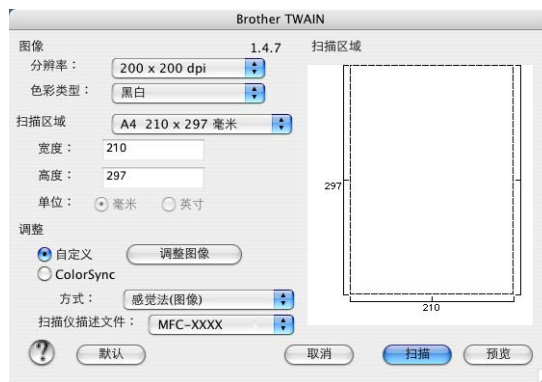 Brother TWAIN
图像 1.4.7
分辨率： 200 x 200 dpi
色彩类型： 黑白
扫描区域 A4 210 x 297 毫米
宽度： 210
高度： 297
单位： 毫米 英寸
调整
自定义 调整图像
ColorSync
方式： 感觉法(图像)
扫描仪描述文件： MFC-XXXX
扫描区域
297
210
? 默认 取消 扫描 预览